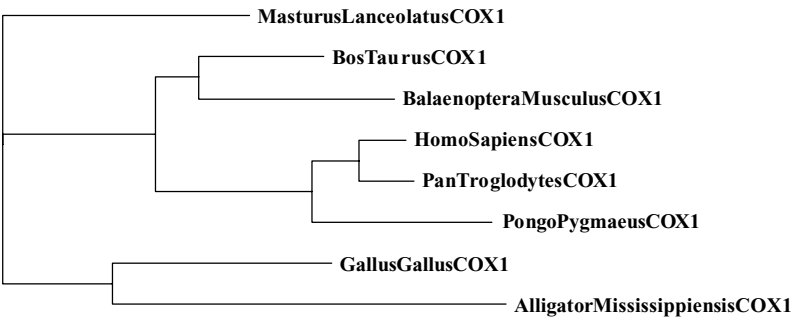 MasturusLanceolatusCOX1
BosTaurusCOX1
BalaenopteraMusculusCOX1
HomoSapiensCOX1
PanTroglodytesCOX1
PongoPygmaeusCOX1
GallusGallusCOX1
AlligatorMississippiensisCOX1